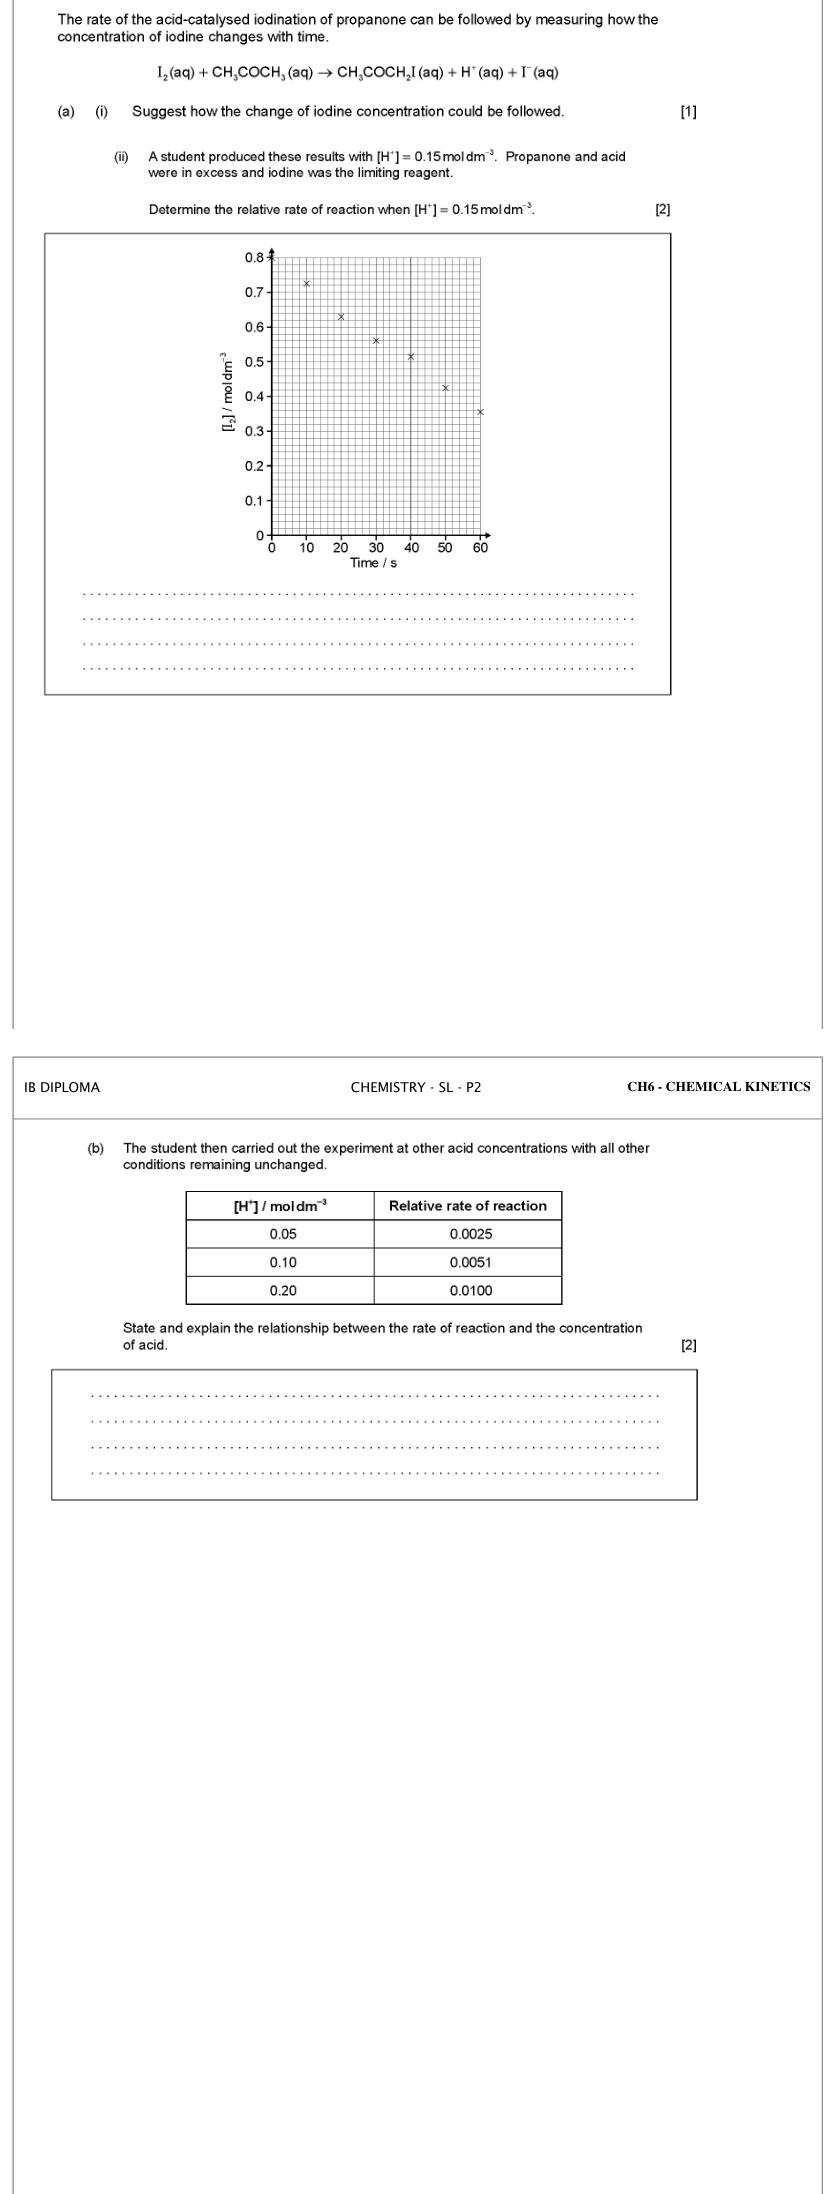 The rate of the acid-catalysed iodination of propanone can be followed by measuring how the
concentration of iodine changes with time.
I₂(aq) + CH₃COCH₃(aq) → CH₃COCH₂I(aq) + H⁺(aq) + I⁻(aq)
(a) (i) Suggest how the change of iodine concentration could be followed. [1]
(ii) A student produced these results with [H⁺] = 0.15 mol dm⁻³. Propanone and acid
were in excess and iodine was the limiting reagent.
Determine the relative rate of reaction when [H⁺] = 0.15 mol dm⁻³. [2]
0.8
0.7
0.6
0.5
0.4
0.3
0.2
0.1
0
[I₂] / mol dm⁻³
0 10 20 30 40 50 60
Time / s
IB DIPLOMA CHEMISTRY - SL - P2 CH6 - CHEMICAL KINETICS
(b) The student then carried out the experiment at other acid concentrations with all other
conditions remaining unchanged.
[H⁺] / mol dm⁻³ Relative rate of reaction
0.05 0.0025
0.10 0.0051
0.20 0.0100
State and explain the relationship between the rate of reaction and the concentration
of acid. [2]